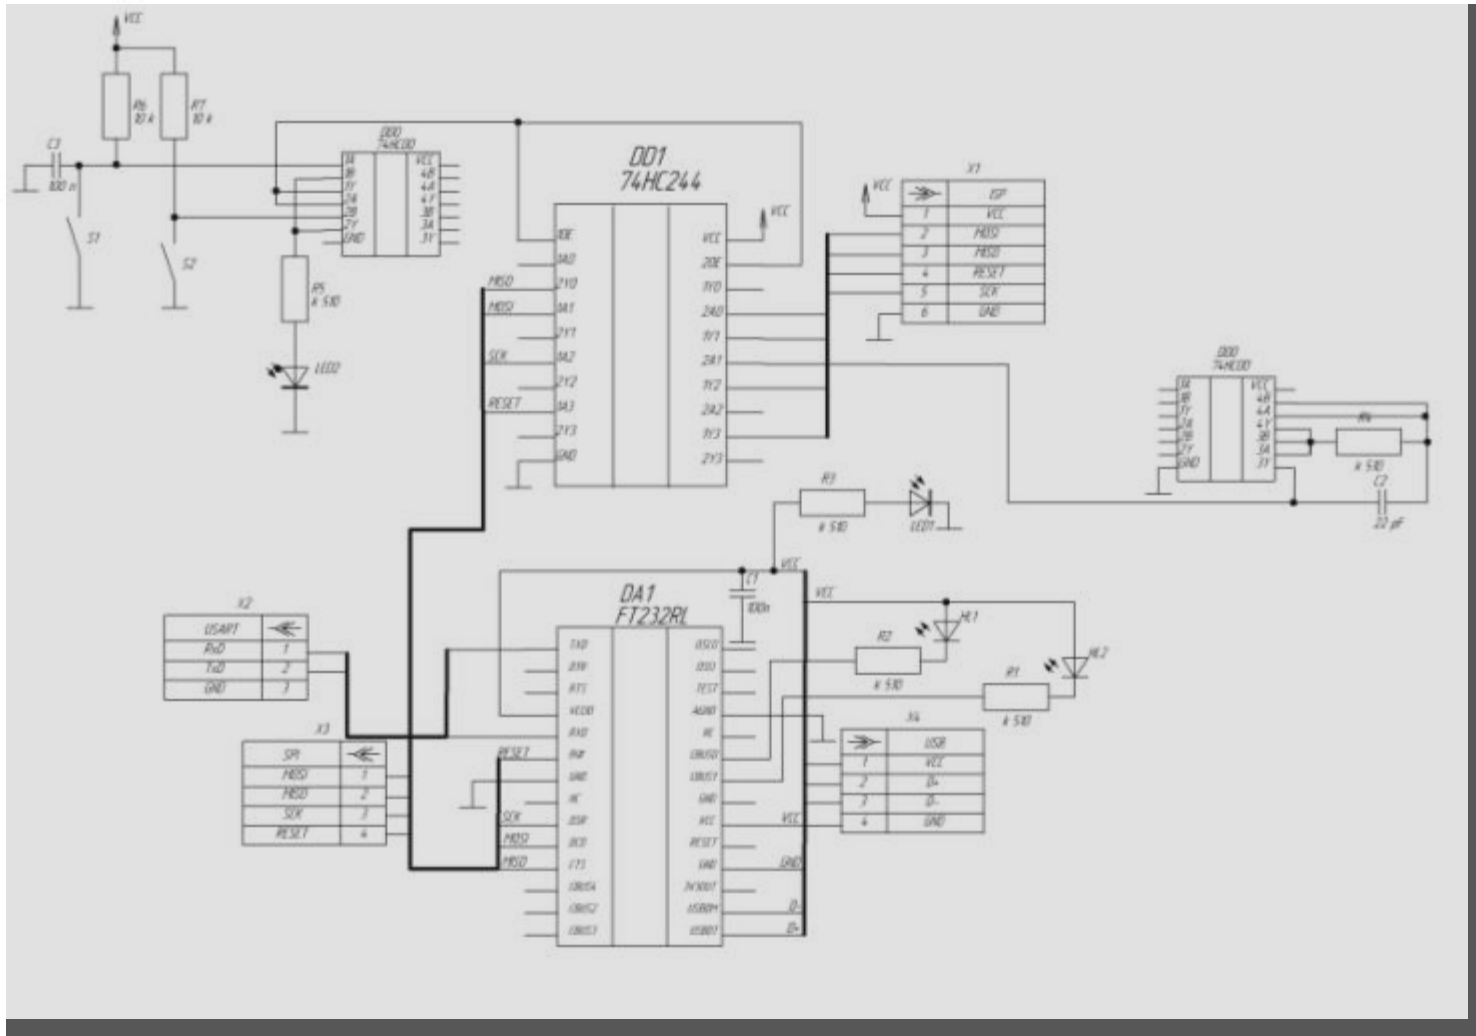 VCC
R6
10 k
R7
10 k
C3
100 n
S1
S2
DD0
74HC00
1A
1B
1Y
2A
2B
2Y
GND
VCC
4B
4A
4Y
3B
3A
3Y
R5
k 510
LED2
DD1
74HC244
1OE
1A0
2Y0
1A1
2Y1
1A2
2Y2
1A3
2Y3
GND
VCC
2OE
1Y0
2A0
1Y1
2A1
1Y2
2A2
1Y3
2Y3
MISO
MOSI
SCK
RESET
VCC
VCC
X1
ISP
1 VCC
2 MOSI
3 MISO
4 RESET
5 SCK
6 GND
DD0
74HC00
1A
1B
1Y
2A
2B
2Y
GND
VCC
4B
4A
4Y
3B
3A
3Y
R4
k 510
C2
22 pF
R3
k 510
LED1
VCC
C1
100n
VCC
HL1
R2
k 510
HL2
R1
k 510
DA1
FT232RL
TXD
RTS
VCCIO
RXD
GND
NC
DSR
DCD
CTS
CBUS4
CBUS2
CBUS3
OSCO
OSCI
TEST
AGND
NC
CBUS0
CBUS1
GND
VCC
RESET
GND
3V3OUT
USBDM
USBDP
RESET
SCK
MOSI
MISO
VCC
GND
D-
D+
X2
USART
RxD 1
TxD 2
GND 3
X3
SPI
MOSI 1
MISO 2
SCK 3
RESET 4
X4
USB
1 VCC
2 D+
3 D-
4 GND